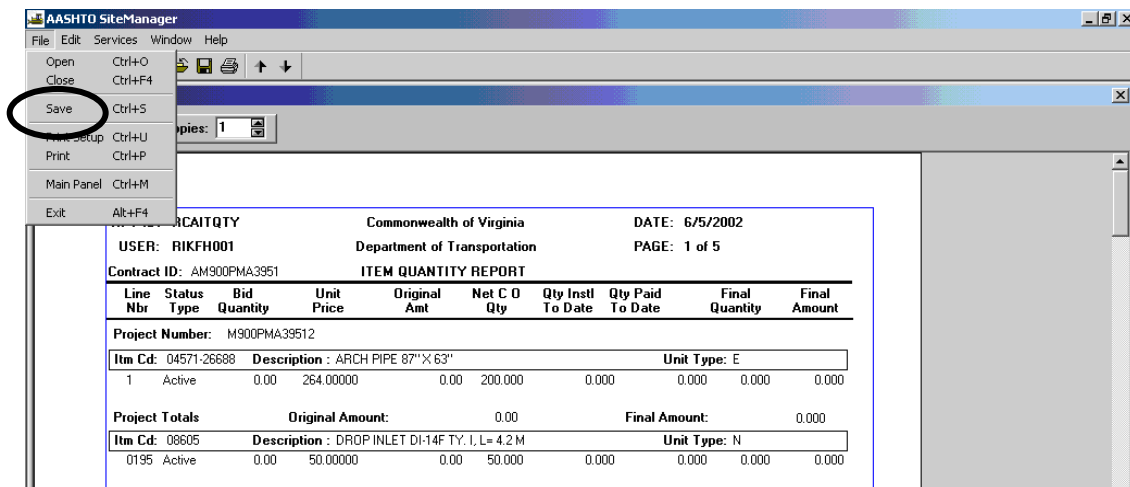 AASHTO SiteManager
File Edit Services Window Help
Open Ctrl+O
Close Ctrl+F4
Save Ctrl+S
Print Setup Ctrl+U
Print Ctrl+P
Main Panel Ctrl+M
Exit Alt+F4
opies: 1
RCAITQTY Commonwealth of Virginia DATE: 6/5/2002
USER: RIKFH001 Department of Transportation PAGE: 1 of 5
Contract ID: AM900PMA3951 ITEM QUANTITY REPORT
Line Nbr Status Type Bid Quantity Unit Price Original Amt Net C O Qty Qty Instl To Date Qty Paid To Date Final Quantity Final Amount
Project Number: M900PMA39512
Itm Cd: 04571-26688 Description : ARCH PIPE 87" X 63" Unit Type: E
1 Active 0.00 264.00000 0.00 200.000 0.000 0.000 0.000 0.000
Project Totals Original Amount: 0.00 Final Amount: 0.000
Itm Cd: 08605 Description : DROP INLET DI-14F TY. I, L= 4.2 M Unit Type: N
0195 Active 0.00 50.00000 0.00 50.000 0.000 0.000 0.000 0.000